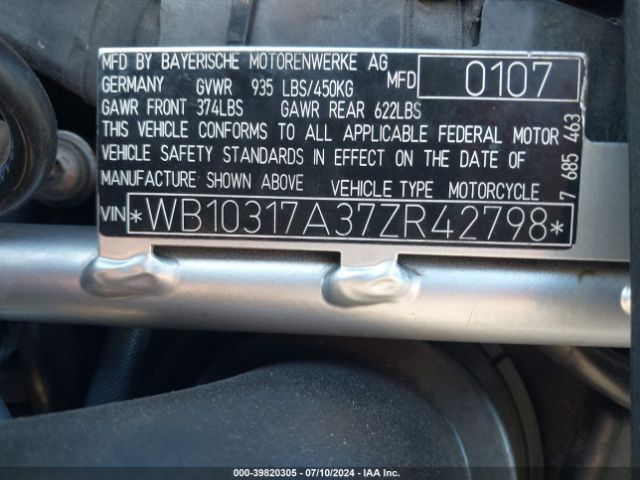 MFD BY BAYERISCHE MOTORENWERKE AG
GERMANY GVWR 935 LBS/450KG MFD 0107
GAWR FRONT 374LBS GAWR REAR 622LBS
THIS VEHICLE CONFORMS TO ALL APPLICABLE FEDERAL MOTOR
VEHICLE SAFETY STANDARDS IN EFFECT ON THE DATE OF
MANUFACTURE SHOWN ABOVE VEHICLE TYPE MOTORCYCLE
VIN *WB10317A37ZR42798*
7 685 463
000-39820305 / 07/10/2024 / IAA Inc.